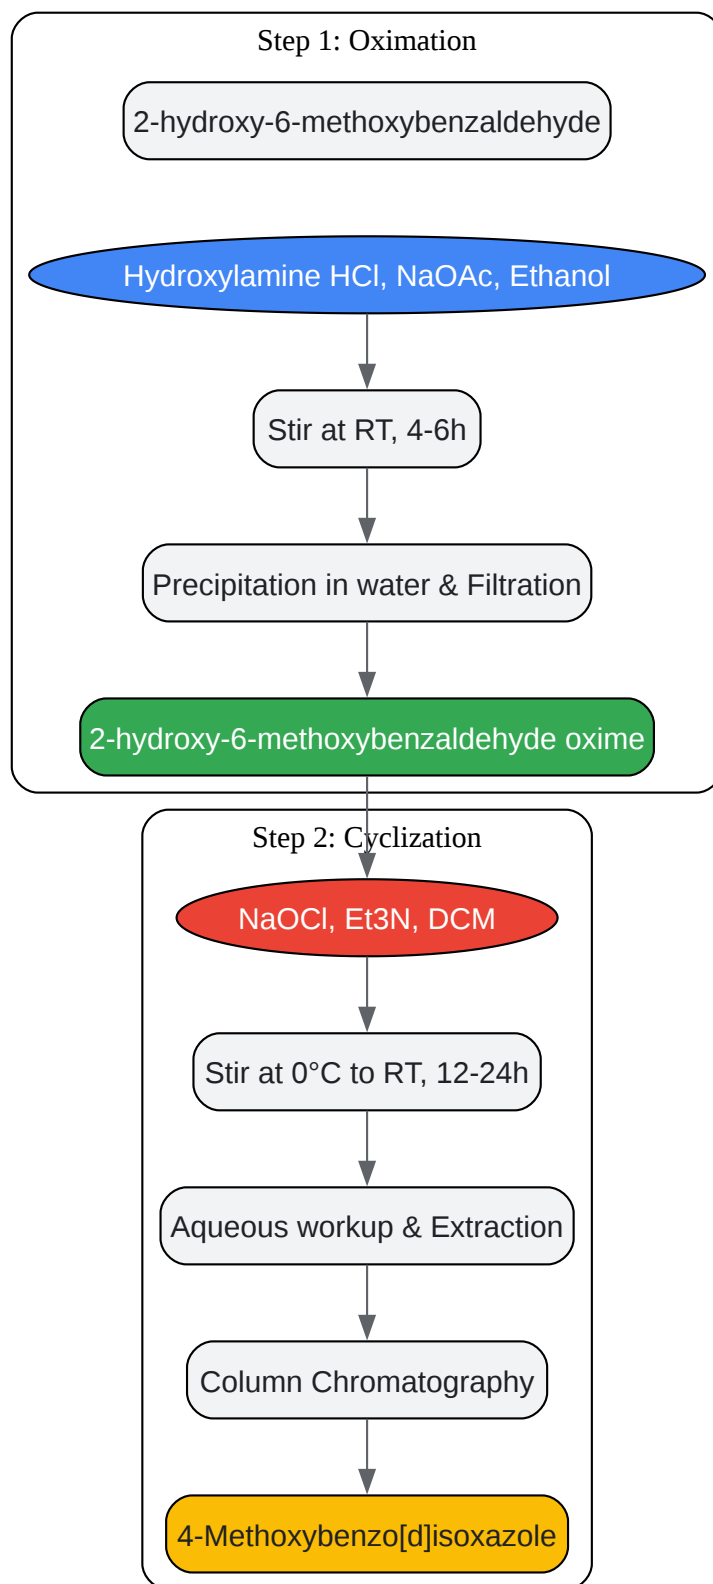 Step 1: Oximation
2-hydroxy-6-methoxybenzaldehyde
Hydroxylamine HCl, NaOAc, Ethanol
Stir at RT, 4-6h
Precipitation in water & Filtration
2-hydroxy-6-methoxybenzaldehyde oxime
Step 2: Cyclization
NaOCl, Et3N, DCM
Stir at 0°C to RT, 12-24h
Aqueous workup & Extraction
Column Chromatography
4-Methoxybenzo[d]isoxazole